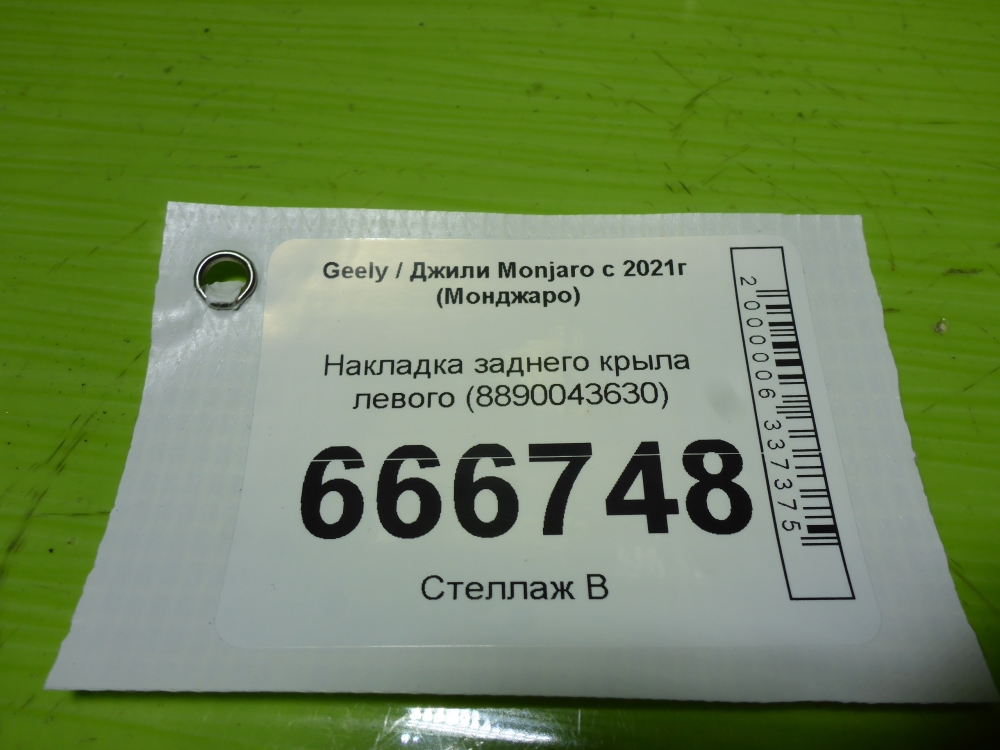 Geely / Джили Monjaro с 2021г
(Монджаро)
Накладка заднего крыла
левого (8890043630)
666748
Стеллаж В
2000006337375